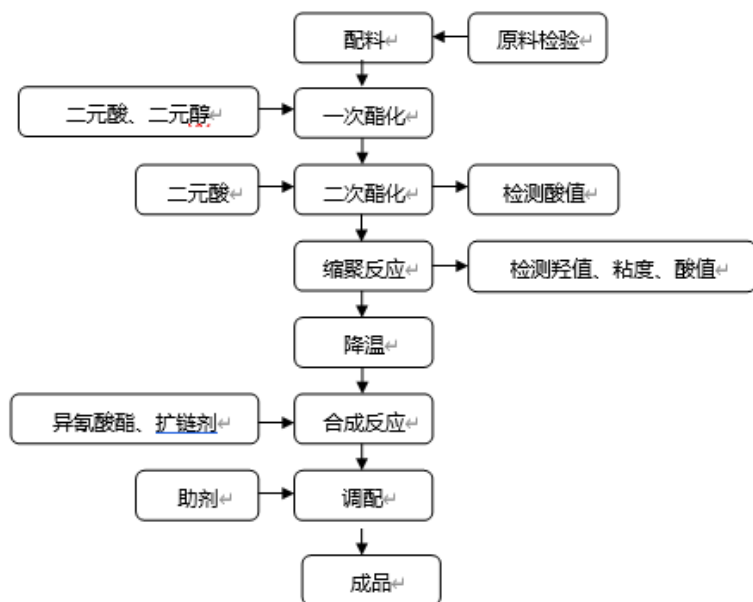 配料
原料检验
二元酸、二元醇
一次酯化
二元酸
二次酯化
检测酸值
缩聚反应
检测羟值、粘度、酸值
降温
异氰酸酯、扩链剂
合成反应
助剂
调配
成品